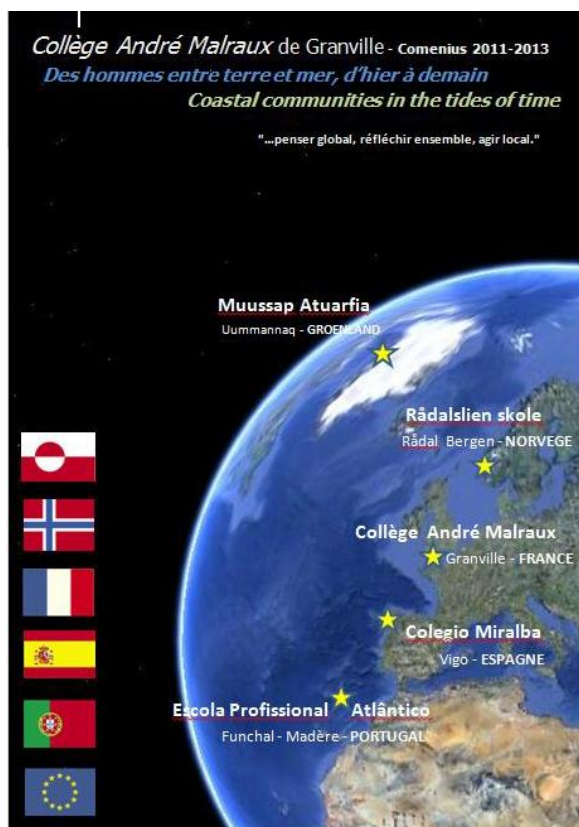 Collège André Malraux de Granville - Comenius 2011-2013
Des hommes entre terre et mer, d'hier à demain
Coastal communities in the tides of time
"...penser global, réfléchir ensemble, agir local."
Muussap Atuarfia
Uummannaq - GROENLAND
Rådalslien skole
Rådal Bergen - NORVEGE
Collège André Malraux
Granville - FRANCE
Colegio Miralba
Vigo - ESPAGNE
Escola Profissional Atlântico
Funchal - Madère - PORTUGAL